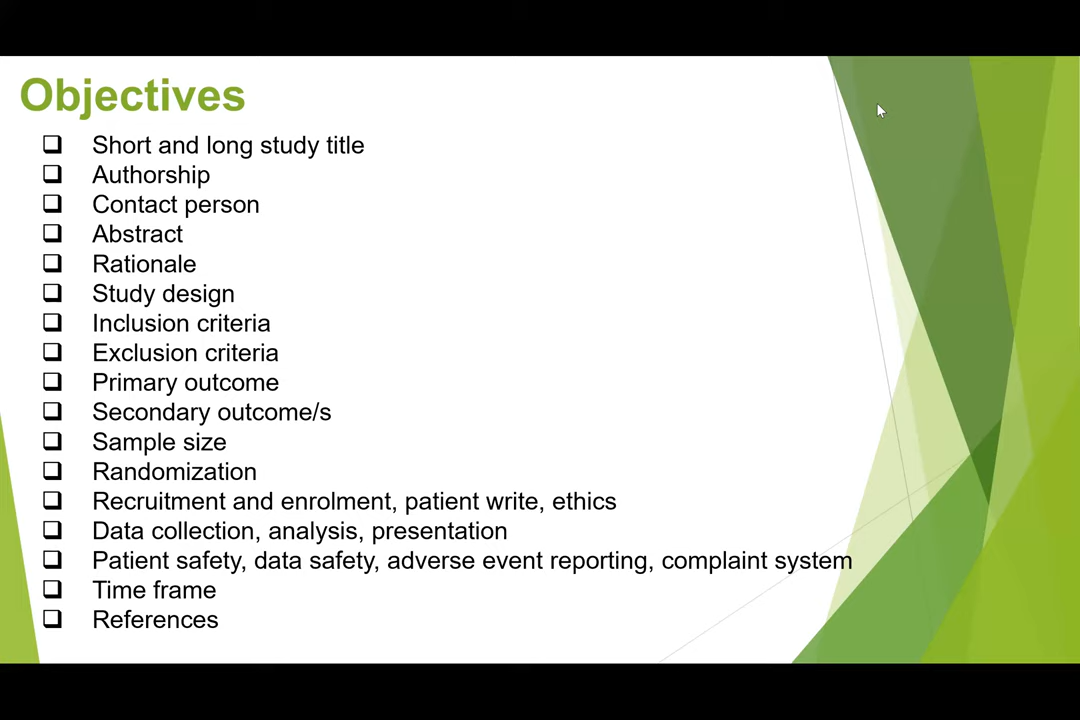 Objectives
Short and long study title
Authorship
Contact person
Abstract
Rationale
Study design
Inclusion criteria
Exclusion criteria
Primary outcome
Secondary outcome/s
Sample size
Randomization
Recruitment and enrolment, patient write, ethics
Data collection, analysis, presentation
Patient safety, data safety, adverse event reporting, complaint system
Time frame
References